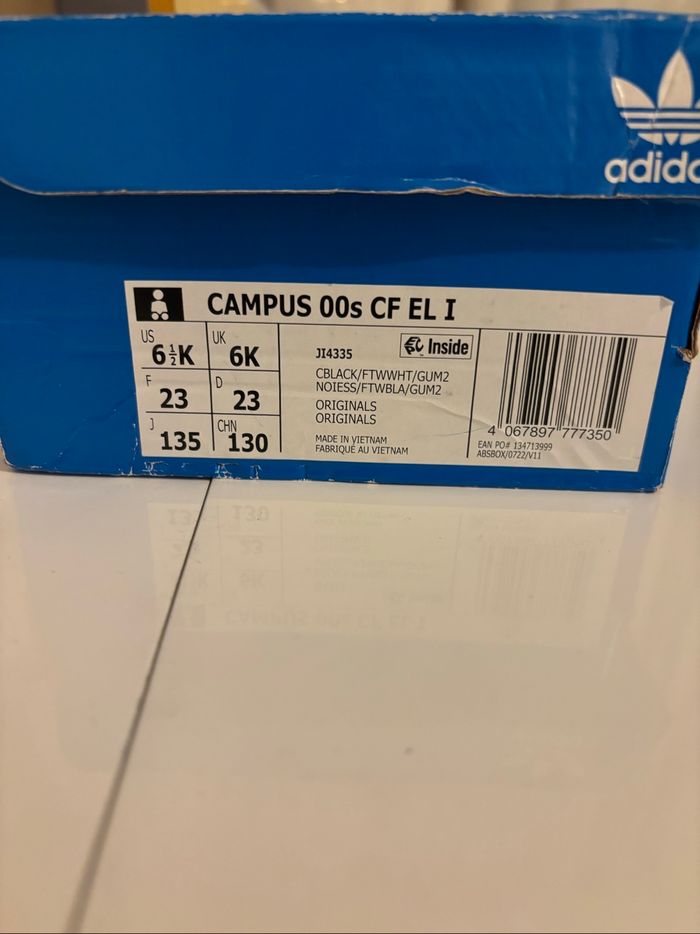 adidas
CAMPUS 00s CF EL I
US 6½K UK 6K
F 23 D 23
J 135 CHN 130
JI4335
Inside
CBLACK/FTWWHT/GUM2
NOIESS/FTWBLA/GUM2
ORIGINALS
ORIGINALS
MADE IN VIETNAM
FABRIQUÉ AU VIETNAM
4 067897 777350
EAN PO# 134713999
ABSBOX/0722/V11